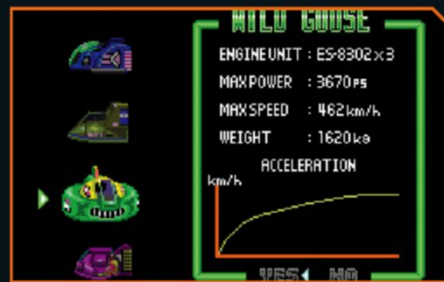 WILD GOOSE
ENGINE UNIT : ES-8302×3
MAX POWER : 3670ps
MAX SPEED : 462km/h
WEIGHT : 1620kg
ACCELERATION
km/h
YES NO